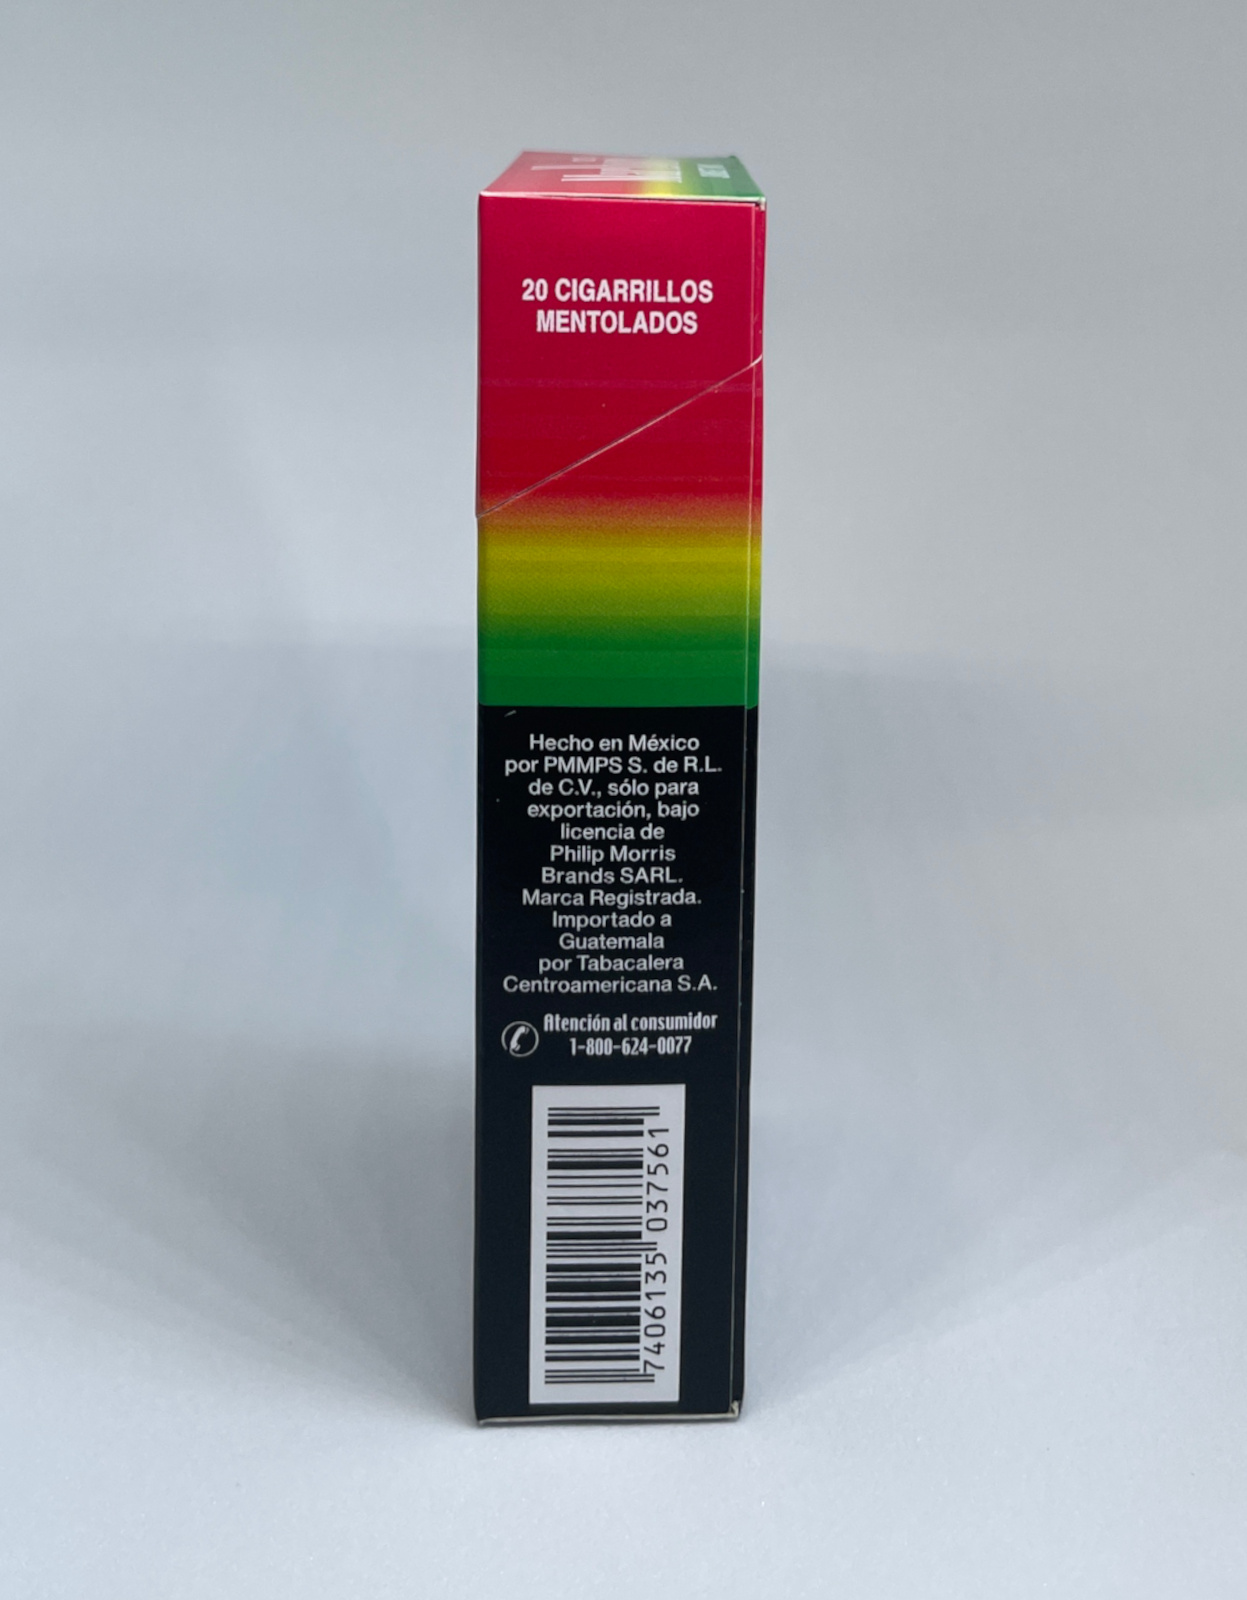 20 CIGARRILLOS
MENTOLADOS
Hecho en México
por PMMPS S. de R.L.
de C.V., sólo para
exportación, bajo
licencia de
Philip Morris
Brands SARL.
Marca Registrada.
Importado a
Guatemala
por Tabacalera
Centroamericana S.A.
Atención al consumidor
1-800-624-0077
7406135 037561